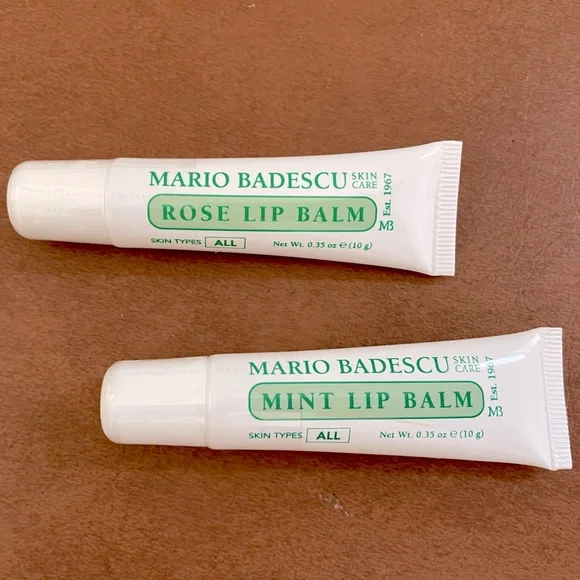 MARIO BADESCU SKIN CARE
ROSE LIP BALM
SKIN TYPES ALL Net Wt. 0.35 oz e (10 g)
Est. 1967
MB
MARIO BADESCU SKIN CARE
MINT LIP BALM
SKIN TYPES ALL Net Wt. 0.35 oz e (10 g)
Est. 1967
MB